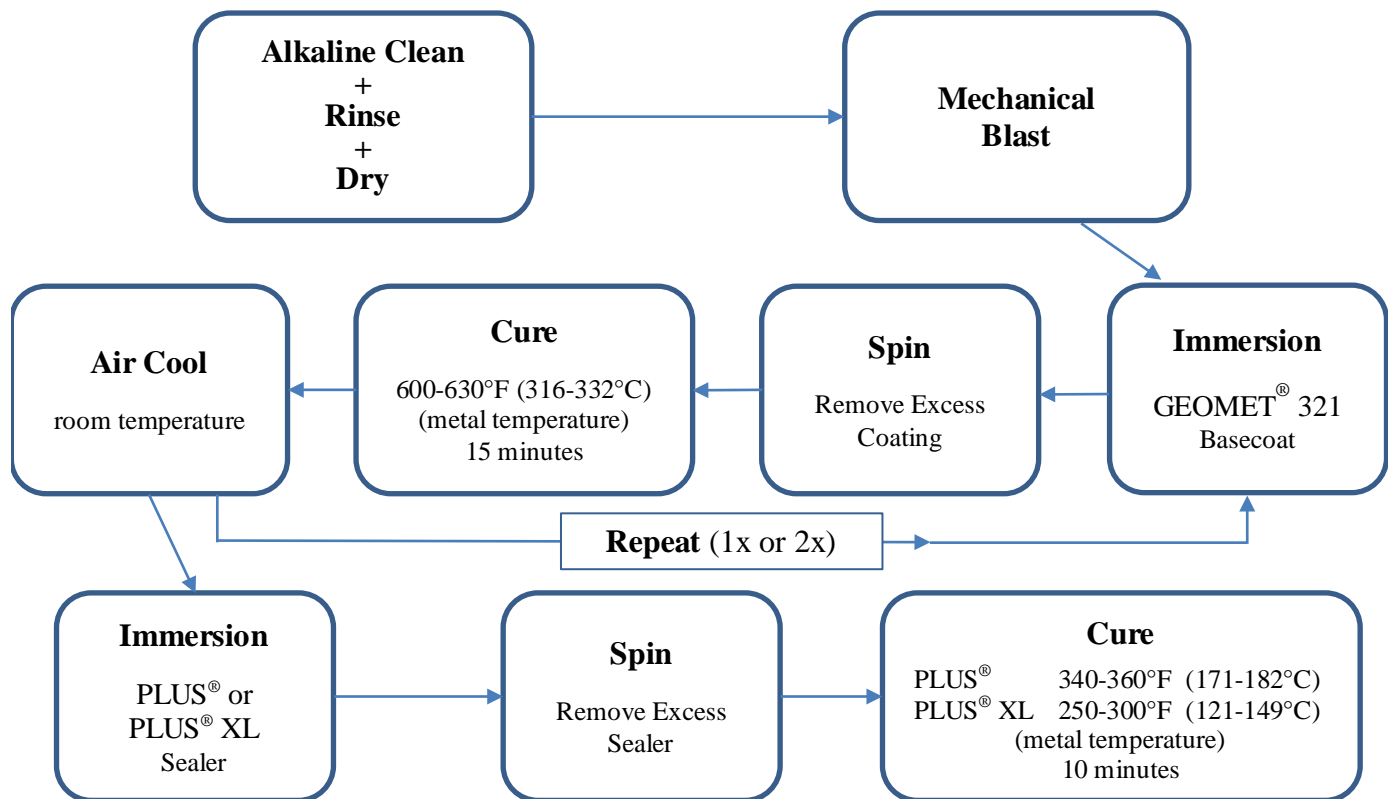 Alkaline Clean
+
Rinse
+
Dry
Mechanical
Blast
Immersion
GEOMET® 321
Basecoat
Spin
Remove Excess
Coating
Cure
600-630°F (316-332°C)
(metal temperature)
15 minutes
Air Cool
room temperature
Repeat (1x or 2x)
Immersion
PLUS® or
PLUS® XL
Sealer
Spin
Remove Excess
Sealer
Cure
PLUS® 340-360°F (171-182°C)
PLUS® XL 250-300°F (121-149°C)
(metal temperature)
10 minutes